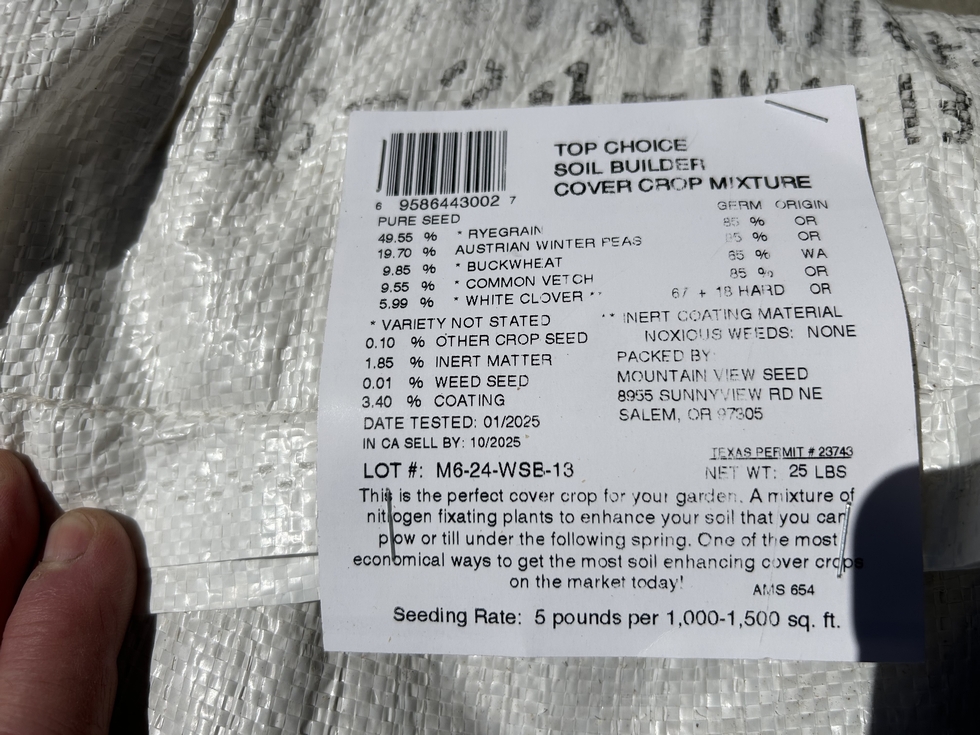 TOP CHOICE
SOIL BUILDER
COVER CROP MIXTURE
6 9586443002 7
PURE SEED GERM ORIGIN
49.55 % * RYEGRAIN 85 % OR
19.70 % AUSTRIAN WINTER PEAS 85 % OR
9.85 % * BUCKWHEAT 85 % WA
9.55 % * COMMON VETCH 85 % OR
5.99 % * WHITE CLOVER ** 67 + 18 HARD OR
* VARIETY NOT STATED ** INERT COATING MATERIAL
0.10 % OTHER CROP SEED NOXIOUS WEEDS: NONE
1.85 % INERT MATTER PACKED BY:
0.01 % WEED SEED MOUNTAIN VIEW SEED
3.40 % COATING 8955 SUNNYVIEW RD NE
DATE TESTED: 01/2025 SALEM, OR 97305
IN CA SELL BY: 10/2025
TEXAS PERMIT # 23743
LOT #: M6-24-WSB-13 NET WT: 25 LBS
This is the perfect cover crop for your garden. A mixture of
nitrogen fixating plants to enhance your soil that you can
plow or till under the following spring. One of the most
economical ways to get the most soil enhancing cover crops
on the market today!
AMS 654
Seeding Rate: 5 pounds per 1,000-1,500 sq. ft.